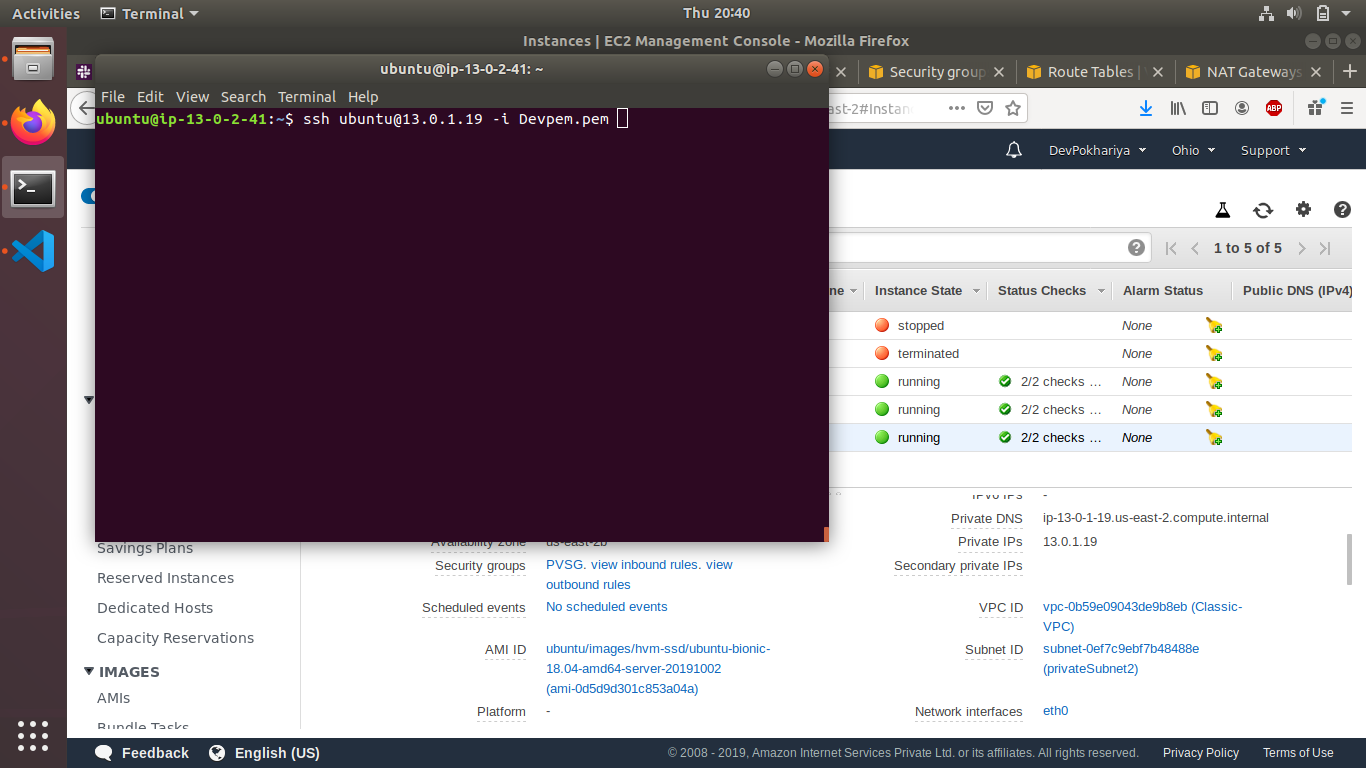 Activities Terminal Thu 20:40
Instances | EC2 Management Console - Mozilla Firefox
ubuntu@ip-13-0-2-41: ~
Security group Route Tables | NAT Gateways
File Edit View Search Terminal Help
ast-2#Instan
ABP
ubuntu@ip-13-0-2-41:~$ ssh ubuntu@13.0.1.19 -i Devpem.pem
DevPokhariya Ohio Support
1 to 5 of 5
ne Instance State Status Checks Alarm Status Public DNS (IPv4)
stopped None
terminated None
running 2/2 checks ... None
running 2/2 checks ... None
running 2/2 checks ... None
IPv6 IPs -
Private DNS ip-13-0-1-19.us-east-2.compute.internal
Availability zone us-east-2b
Private IPs 13.0.1.19
Savings Plans
Security groups PVSG. view inbound rules. view
outbound rules
Secondary private IPs
Reserved Instances
Dedicated Hosts
Scheduled events No scheduled events
VPC ID vpc-0b59e09043de9b8eb (Classic-
VPC)
Capacity Reservations
AMI ID ubuntu/images/hvm-ssd/ubuntu-bionic-
18.04-amd64-server-20191002
(ami-0d5d9d301c853a04a)
Subnet ID subnet-0ef7c9ebf7b48488e
(privateSubnet2)
IMAGES
AMIs
Bundle Tasks
Platform -
Network interfaces eth0
Feedback English (US) © 2008 - 2019, Amazon Internet Services Private Ltd. or its affiliates. All rights reserved. Privacy Policy Terms of Use